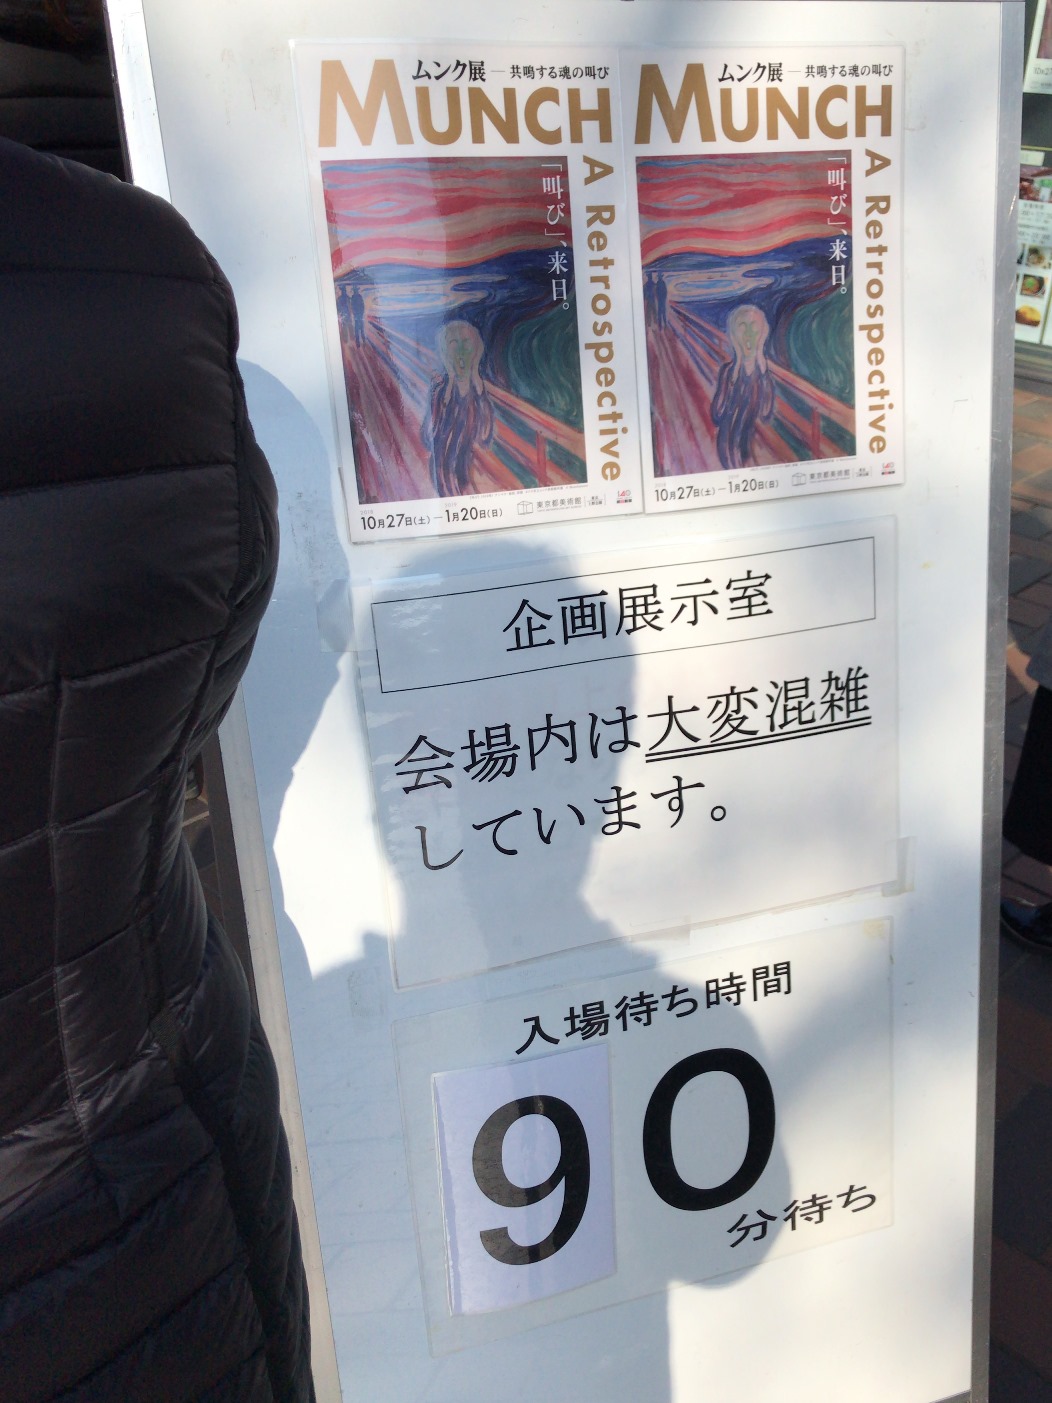 ムンク展 — 共鳴する魂の叫び
MUNCH
A Retrospective
「叫び」、来日。
2018
2019
10月27日(土)—1月20日(日)
東京都美術館
ムンク展 — 共鳴する魂の叫び
MUNCH
A Retrospective
「叫び」、来日。
10月27日(土)—1月20日(日)
東京都美術館
企画展示室
会場内は大変混雑
しています。
入場待ち時間
90
分待ち